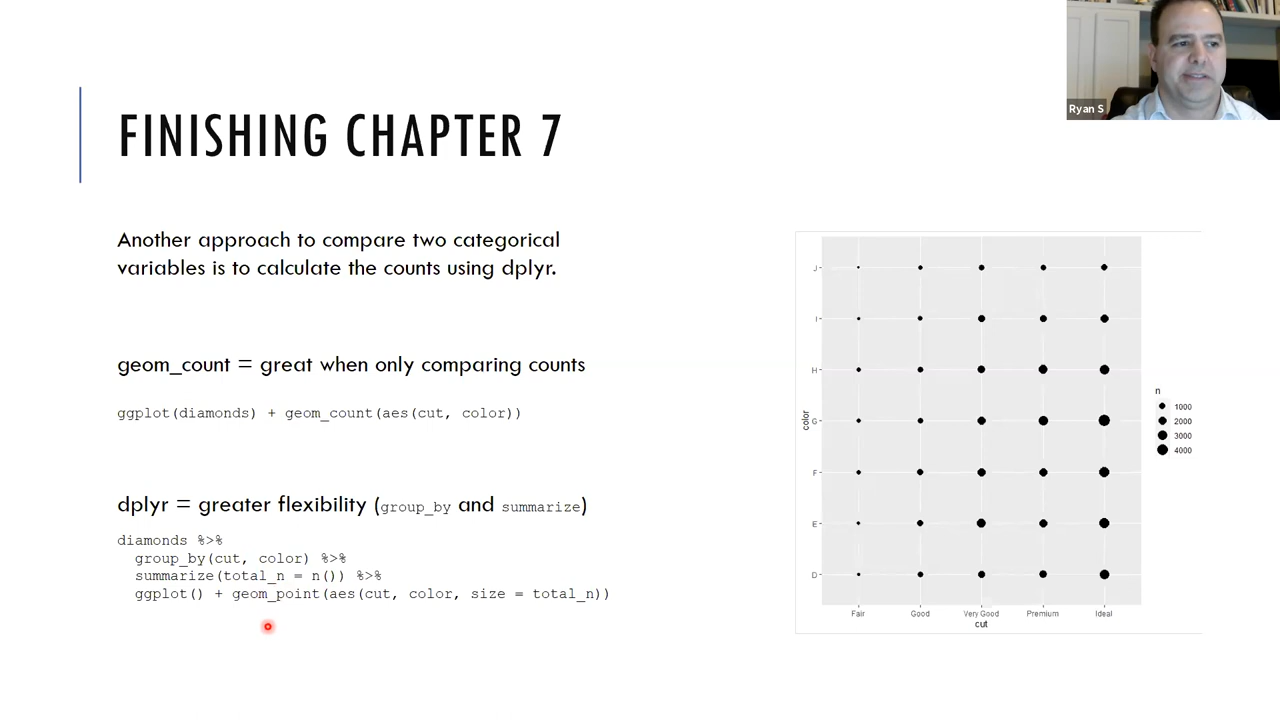 Ryan S
FINISHING CHAPTER 7
Another approach to compare two categorical
variables is to calculate the counts using dplyr.
geom_count = great when only comparing counts
ggplot(diamonds) + geom_count(aes(cut, color))
dplyr = greater flexibility (group_by and summarize)
diamonds %>%
group_by(cut, color) %>%
summarize(total_n = n()) %>%
ggplot() + geom_point(aes(cut, color, size = total_n))
color
J
I
H
G
F
E
D
Fair Good Very Good Premium Ideal
cut
n
1000
2000
3000
4000